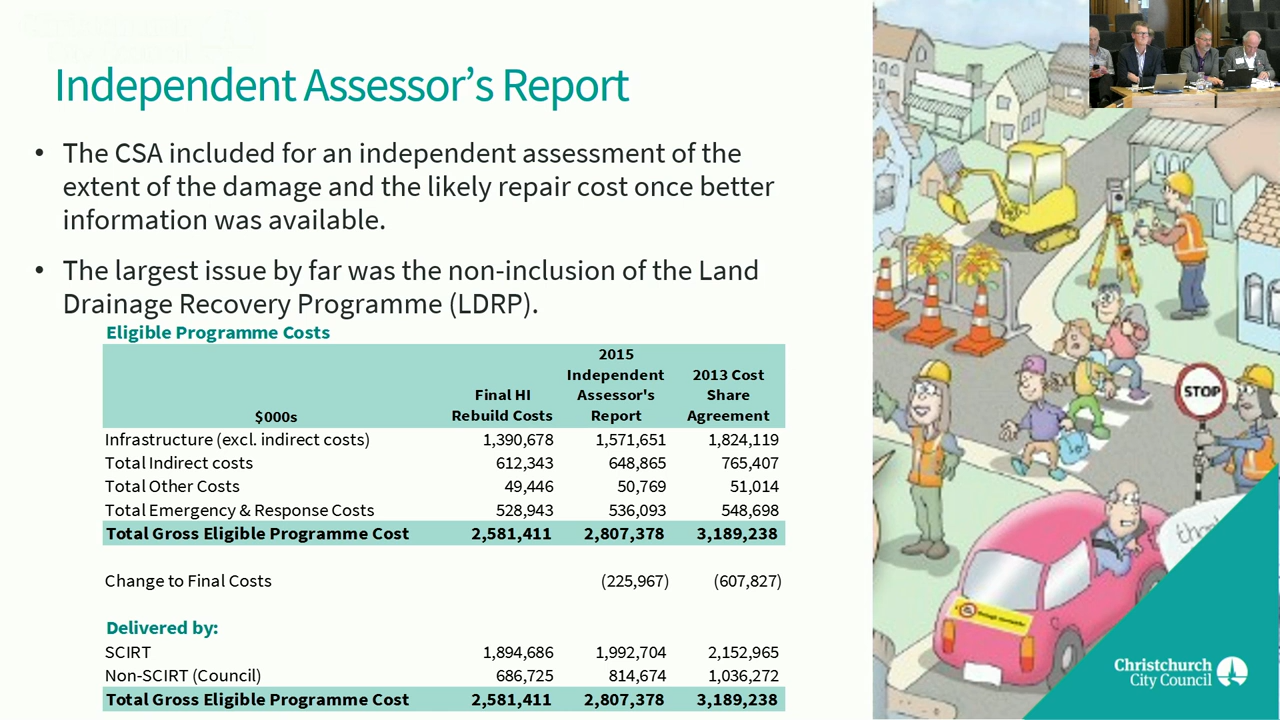 Independent Assessor's Report
• The CSA included for an independent assessment of the
extent of the damage and the likely repair cost once better
information was available.
• The largest issue by far was the non-inclusion of the Land
Drainage Recovery Programme (LDRP).
Eligible Programme Costs
$000s Final HI Rebuild Costs 2015 Independent Assessor's Report 2013 Cost Share Agreement
Infrastructure (excl. indirect costs) 1,390,678 1,571,651 1,824,119
Total Indirect costs 612,343 648,865 765,407
Total Other Costs 49,446 50,769 51,014
Total Emergency & Response Costs 528,943 536,093 548,698
Total Gross Eligible Programme Cost 2,581,411 2,807,378 3,189,238
Change to Final Costs (225,967) (607,827)
Delivered by:
SCIRT 1,894,686 1,992,704 2,152,965
Non-SCIRT (Council) 686,725 814,674 1,036,272
Total Gross Eligible Programme Cost 2,581,411 2,807,378 3,189,238
STOP
Christchurch
City Council